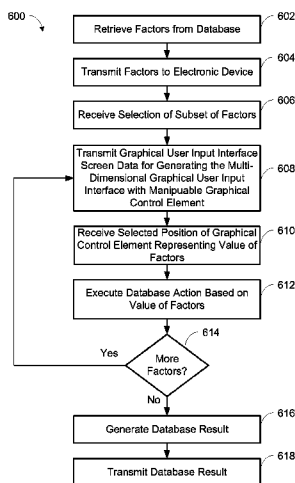 600
Retrieve Factors from Database
602
Transmit Factors to Electronic Device
604
Receive Selection of Subset of Factors
606
Transmit Graphical User Input Interface
Screen Data for Generating the Multi-
Dimensional Graphical User Input
Interface with Manipuable Graphical
Control Element
608
Receive Selected Position of Graphical
Control Element Representing Value of
Factors
610
Execute Database Action Based on
Value of Factors
612
614
Yes
More
Factors?
No
Generate Database Result
616
Transmit Database Result
618